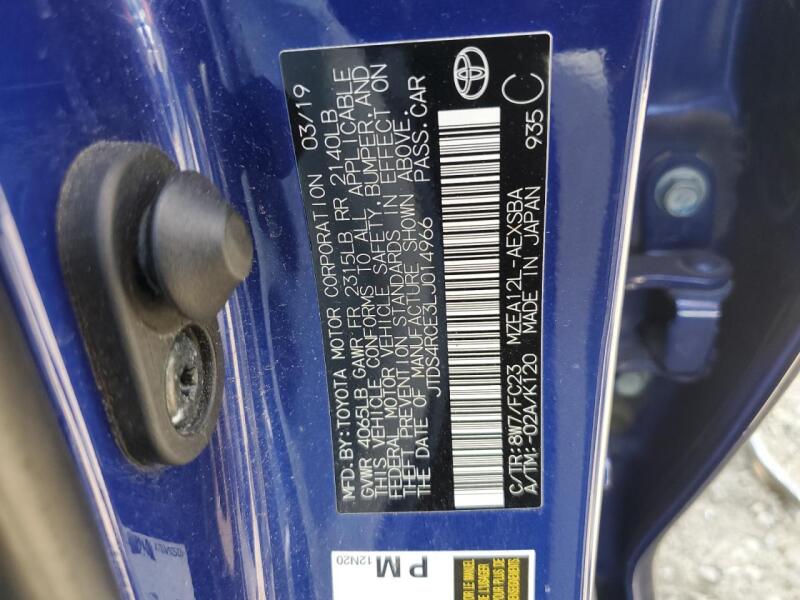 MFD. BY: TOYOTA MOTOR CORPORATION 03/19
GVWR 4065LB GAWR FR 2315LB RR 2140LB
THIS VEHICLE CONFORMS TO ALL APPLICABLE
FEDERAL MOTOR VEHICLE SAFETY, BUMPER, AND
THEFT PREVENTION STANDARDS IN EFFECT ON
THE DATE OF MANUFACTURE SHOWN ABOVE.
JTDS4RCE3LJ014966 PASS. CAR
C/TR: 8W7/FC23 MZEA12L-AEXSBA
A/TM: -02A/K120 MADE IN JAPAN 935 C
PM
12N20